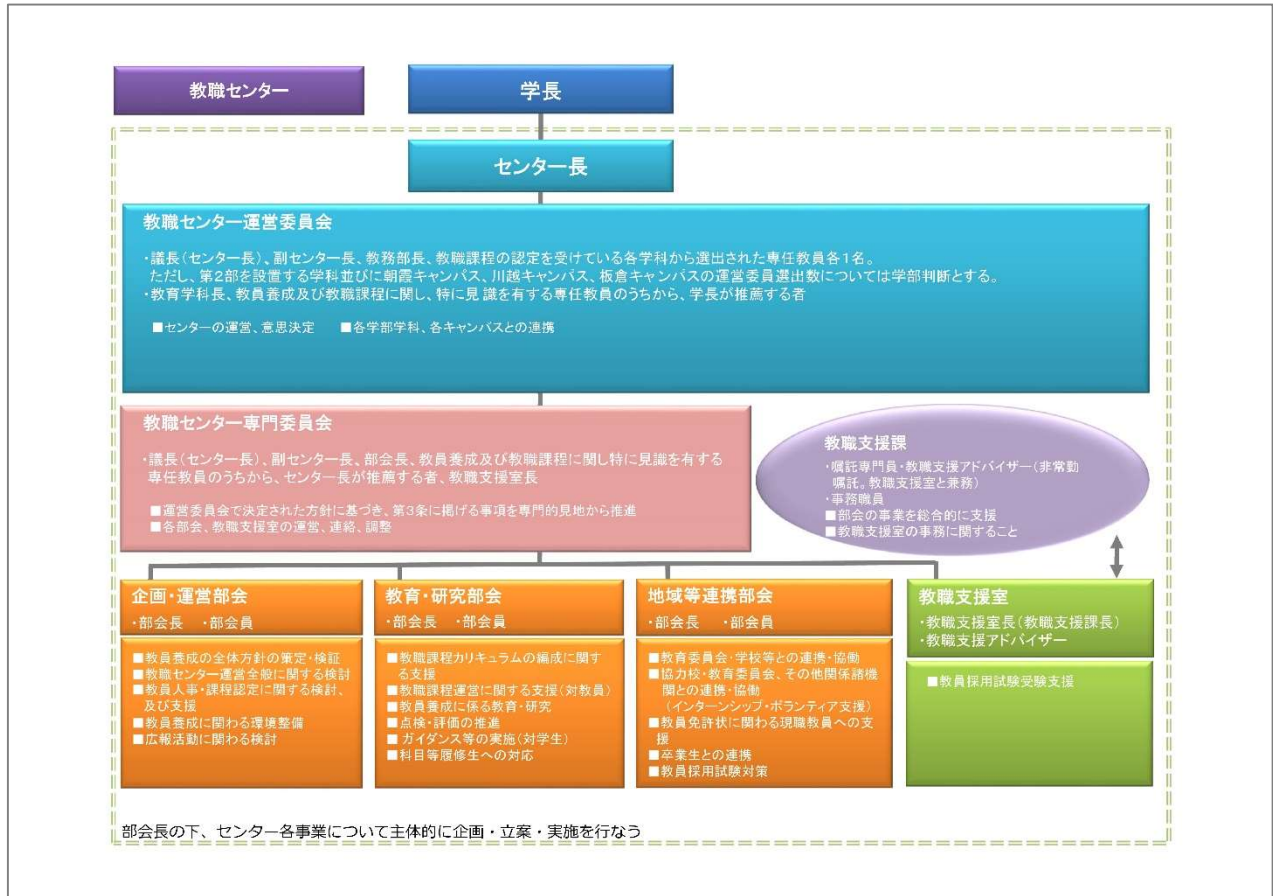 教職センター
学長
センター長
教職センター運営委員会
・議長(センター長)、副センター長、教務部長、教職課程の認定を受けている各学科から選出された専任教員各1名。
ただし、第2部を設置する学科並びに朝霞キャンパス、川越キャンパス、板倉キャンパスの運営委員選出数については学部判断とする。
・教育学科長、教員養成及び教職課程に関し、特に見識を有する専任教員のうちから、学長が推薦する者
■センターの運営、意思決定 ■各学部学科、各キャンパスとの連携
教職センター専門委員会
・議長(センター長)、副センター長、部会長、教員養成及び教職課程に関し特に見識を有する
専任教員のうちから、センター長が推薦する者、教職支援室長
■運営委員会で決定された方針に基づき、第3条に掲げる事項を専門的見地から推進
■各部会、教職支援室の運営、連絡、調整
教職支援課
・嘱託専門員・教職支援アドバイザー(非常勤
嘱託。教職支援室と兼務)
・事務職員
■部会の事業を総合的に支援
■教職支援室の事務に関すること
企画・運営部会
・部会長 ・部会員
■教員養成の全体方針の策定・検証
■教職センター運営全般に関する検討
■教員人事・課程認定に関する検討、
及び支援
■教員養成に関わる環境整備
■広報活動に関わる検討
教育・研究部会
・部会長 ・部会員
■教職課程カリキュラムの編成に関す
る支援
■教職課程運営に関する支援(対教員)
■教員養成に係る教育・研究
■点検・評価の推進
■ガイダンス等の実施(対学生)
■科目等履修生への対応
地域等連携部会
・部会長 ・部会員
■教育委員会・学校等との連携・協働
■協力校・教育委員会、その他関係諸機
関との連携・協働
(インターンシップ・ボランティア支援)
■教員免許状に関わる現職教員への支
援
■卒業生との連携
■教員採用試験対策
教職支援室
・教職支援室長(教職支援課長)
・教職支援アドバイザー
■教員採用試験受験支援
部会長の下、センター各事業について主体的に企画・立案・実施を行なう